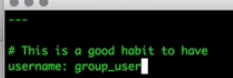 ---
# This is a good habit to have
username: group_user